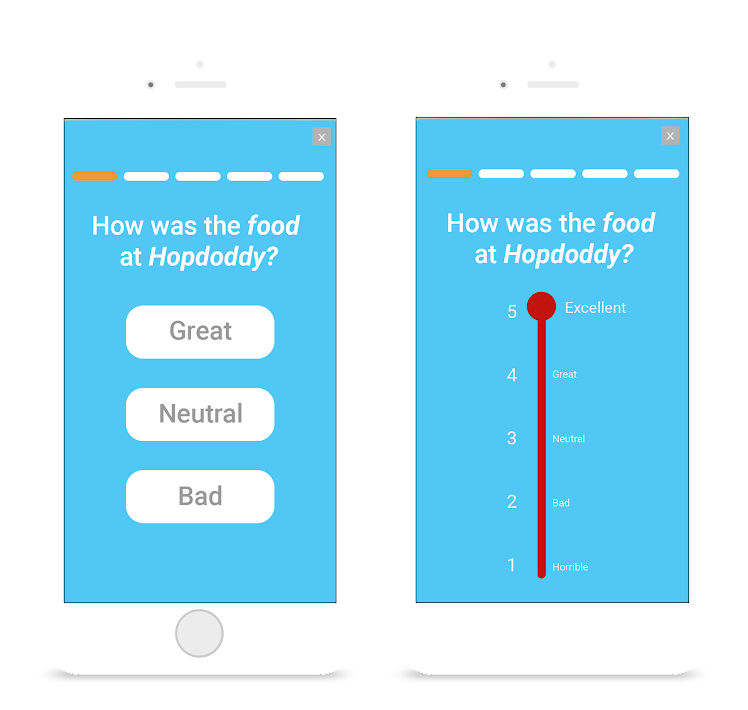 X
How was the food
at Hopdoddy?
Great
Neutral
Bad
X
How was the food
at Hopdoddy?
5 Excellent
4 Great
3 Neutral
2 Bad
1 Horrible